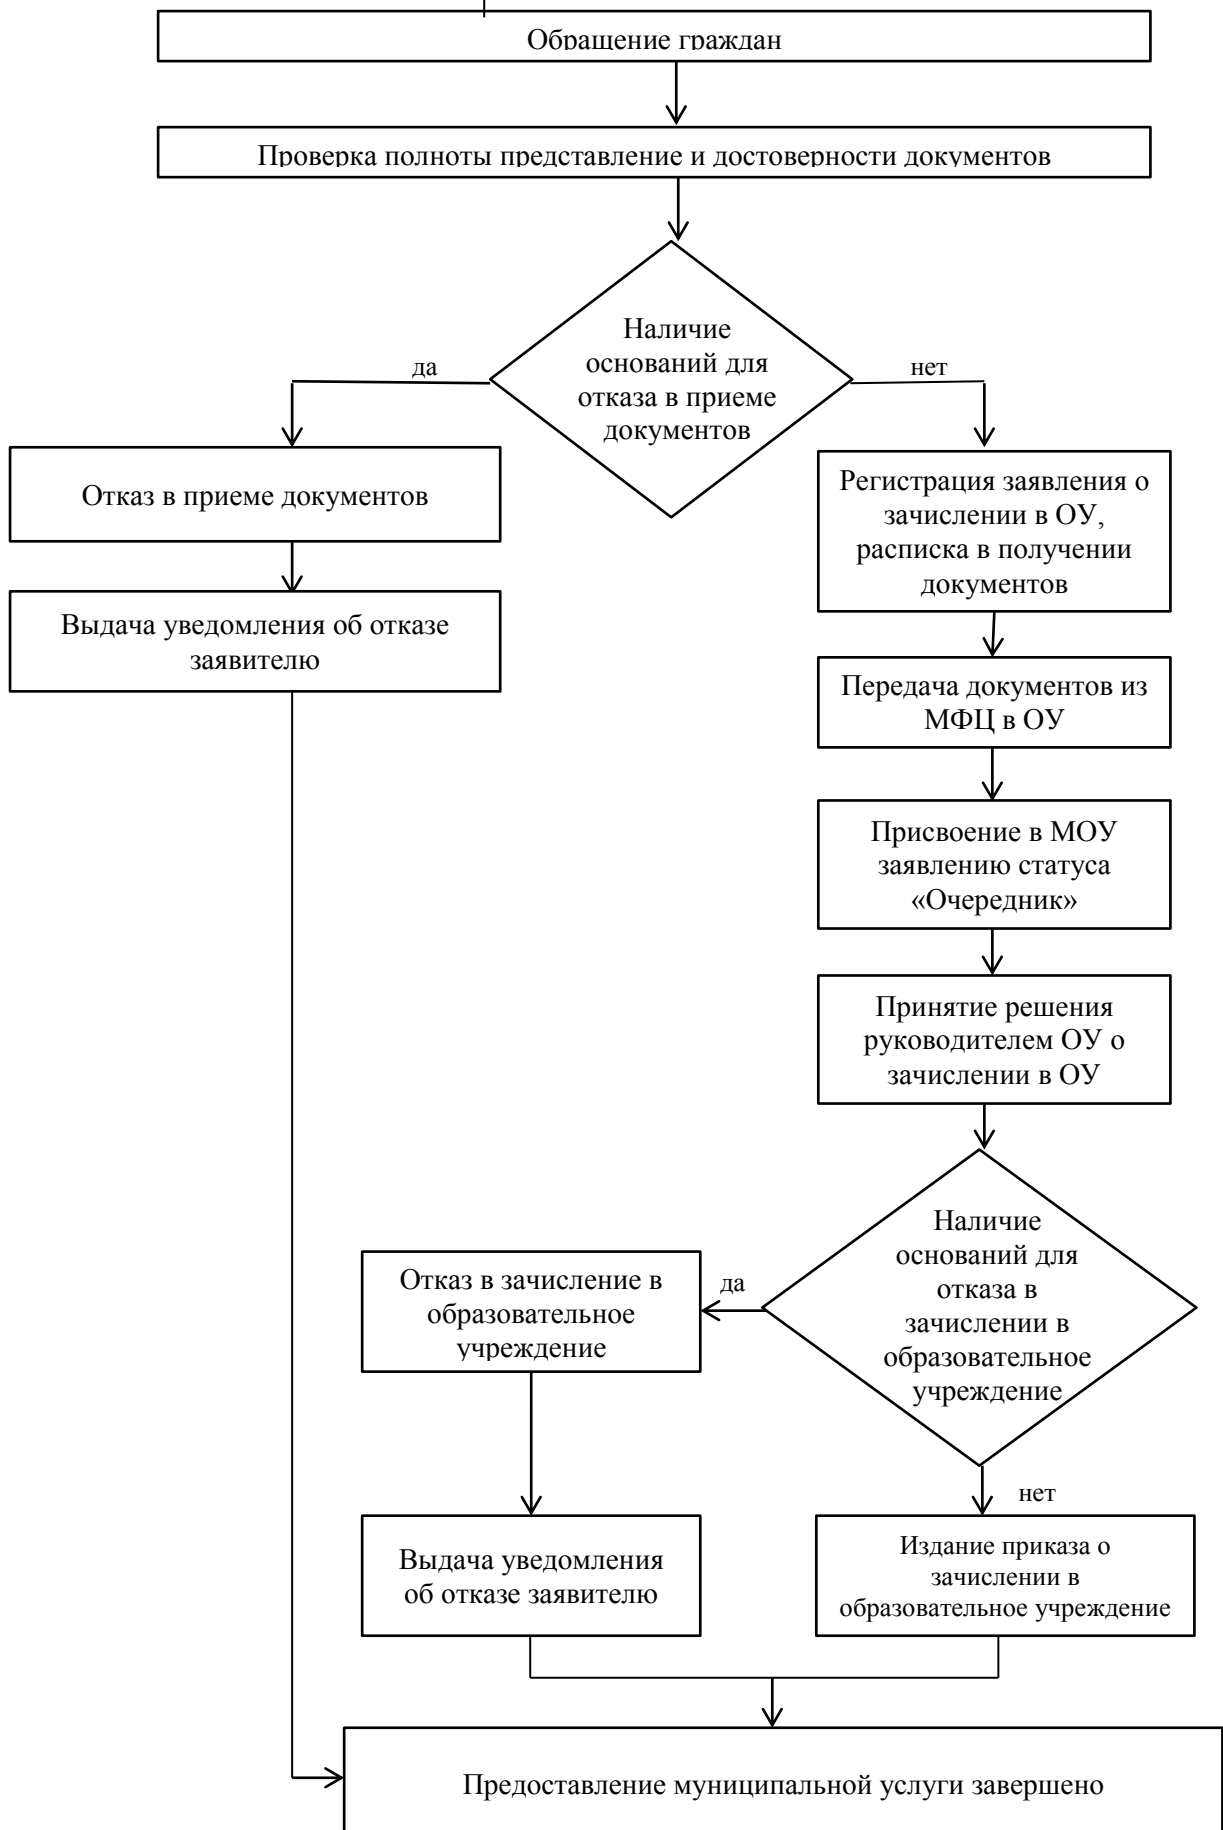 Обращение граждан
Проверка полноты представление и достоверности документов
Наличие
оснований для
отказа в приеме
документов
да
нет
Отказ в приеме документов
Выдача уведомления об отказе
заявителю
Регистрация заявления о
зачислении в ОУ,
расписка в получении
документов
Передача документов из
МФЦ в ОУ
Присвоение в МОУ
заявлению статуса
«Очередник»
Принятие решения
руководителем ОУ о
зачислении в ОУ
Наличие
оснований для
отказа в
зачислении в
образовательное
учреждение
да
Отказ в зачисление в
образовательное
учреждение
нет
Выдача уведомления
об отказе заявителю
Издание приказа о
зачислении в
образовательное учреждение
Предоставление муниципальной услуги завершено